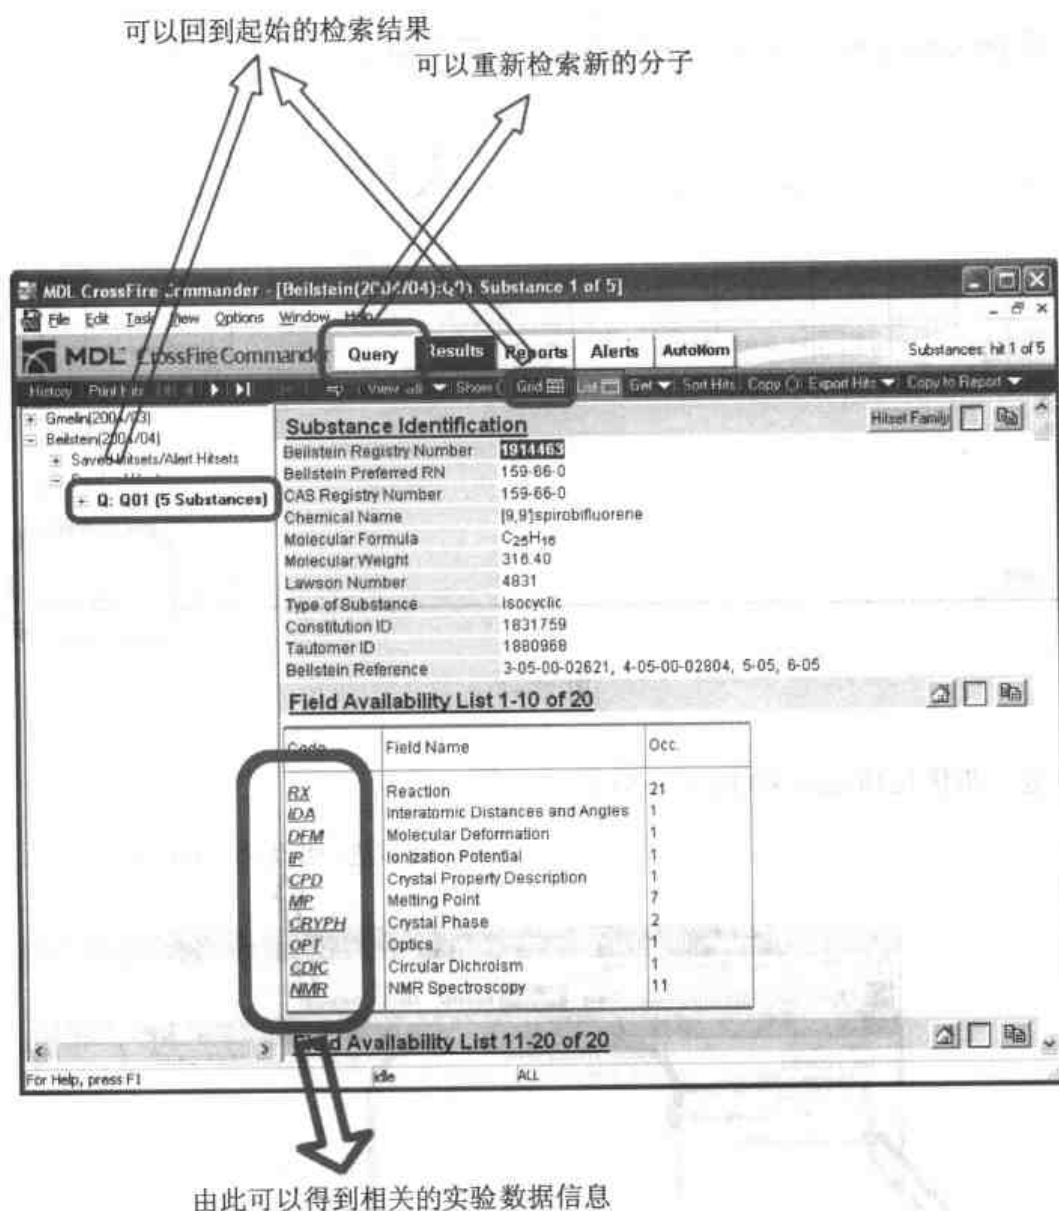 可以回到起始的检索结果
可以重新检索新的分子
MDL CrossFire Commander - [Beilstein(2004/04):Q01 Substance 1 of 5]
File Edit Task View Options Window Help
MDL CrossFire Commander Query Results Reports Alerts AutoNom Substances: hit 1 of 5
History View all Show Grid List Get Sort Hits Copy Export Hits Copy to Report
Gmelin(2004/03)
Beilstein(2004/04)
Saved Hitsets/Alert Hitsets
Q: Q01 (5 Substances)
Substance Identification Hitset Family
Beilstein Registry Number 1914463
Beilstein Preferred RN 159-66-0
CAS Registry Number 159-66-0
Chemical Name [9,9']spirobifluorene
Molecular Formula C25H16
Molecular Weight 316.40
Lawson Number 4831
Type of Substance isocyclic
Constitution ID 1831759
Tautomer ID 1880968
Beilstein Reference 3-05-00-02621, 4-05-00-02804, 5-05, 6-05
Field Availability List 1-10 of 20
Code Field Name Occ.
RX Reaction 21
IDA Interatomic Distances and Angles 1
DFM Molecular Deformation 1
IP Ionization Potential 1
CPD Crystal Property Description 1
MP Melting Point 7
CRYPH Crystal Phase 2
OPT Optics 1
CDIC Circular Dichroism 1
NMR NMR Spectroscopy 11
Field Availability List 11-20 of 20
For Help, press F1 idle ALL
由此可以得到相关的实验数据信息